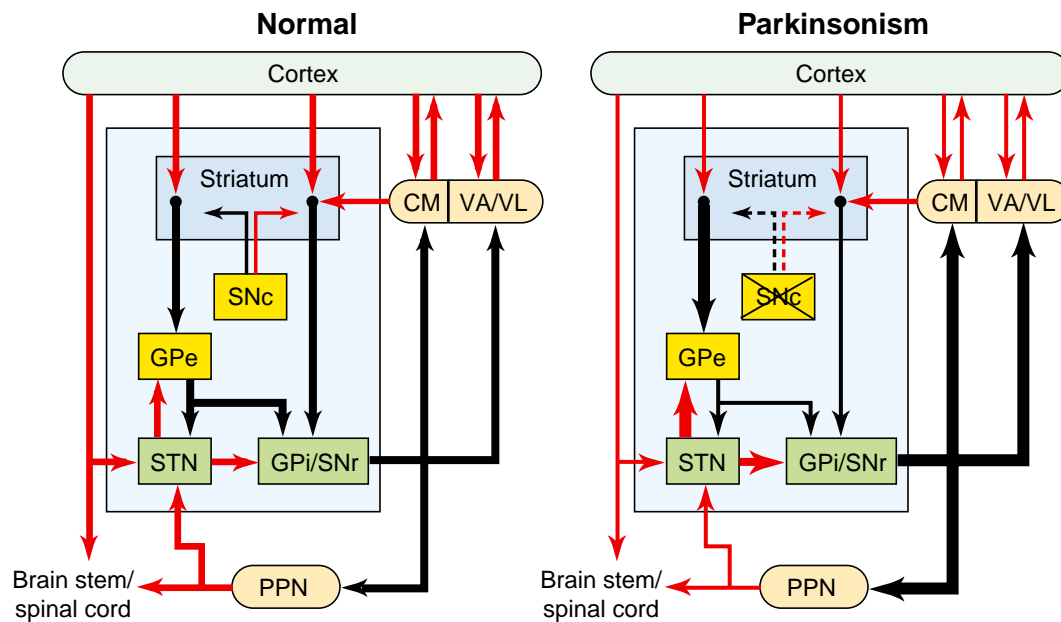 Normal
Cortex
Striatum
CM
VA/VL
SNc
GPe
STN
GPi/SNr
Brain stem/
spinal cord
PPN
Parkinsonism
Cortex
Striatum
CM
VA/VL
SNc
GPe
STN
GPi/SNr
Brain stem/
spinal cord
PPN